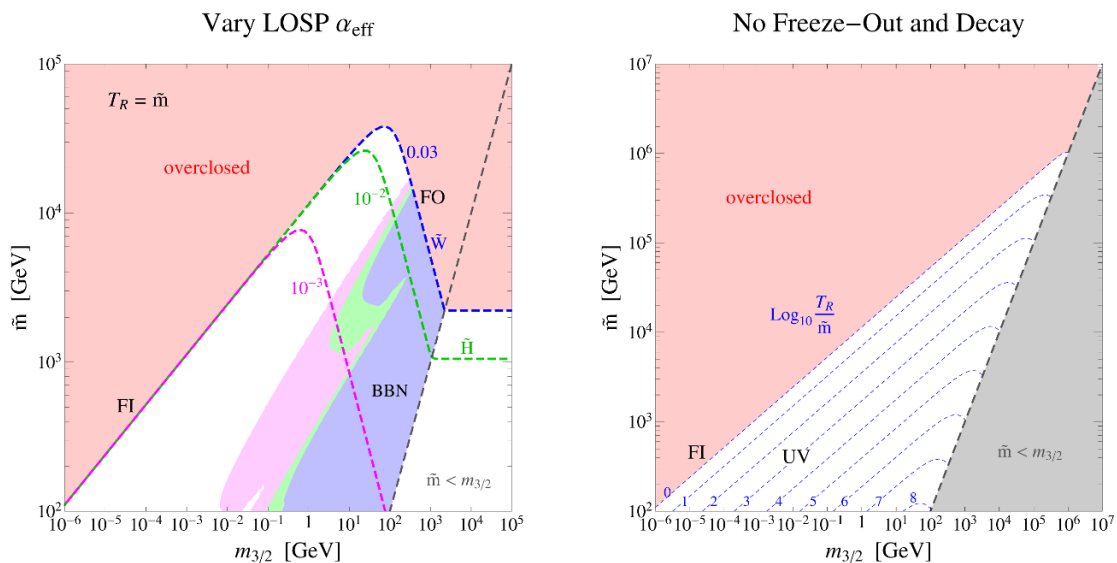 Vary LOSP α_eff
10^5
10^4
10^3
10^2
m̃ [GeV]
T_R = m̃
overclosed
0.03
10^-2
FO
W̃
10^-3
H̃
FI
BBN
m̃ < m_3/2
10^-6 10^-5 10^-4 10^-3 10^-2 10^-1 1 10^1 10^2 10^3 10^4 10^5
m_3/2 [GeV]
No Freeze-Out and Decay
10^7
10^6
10^5
10^4
10^3
10^2
m̃ [GeV]
overclosed
Log_10 T_R/m̃
FI
UV
m̃ < m_3/2
0 1 2 3 4 5 6 7 8
10^-6 10^-5 10^-4 10^-3 10^-2 10^-1 1 10^1 10^2 10^3 10^4 10^5 10^6 10^7
m_3/2 [GeV]